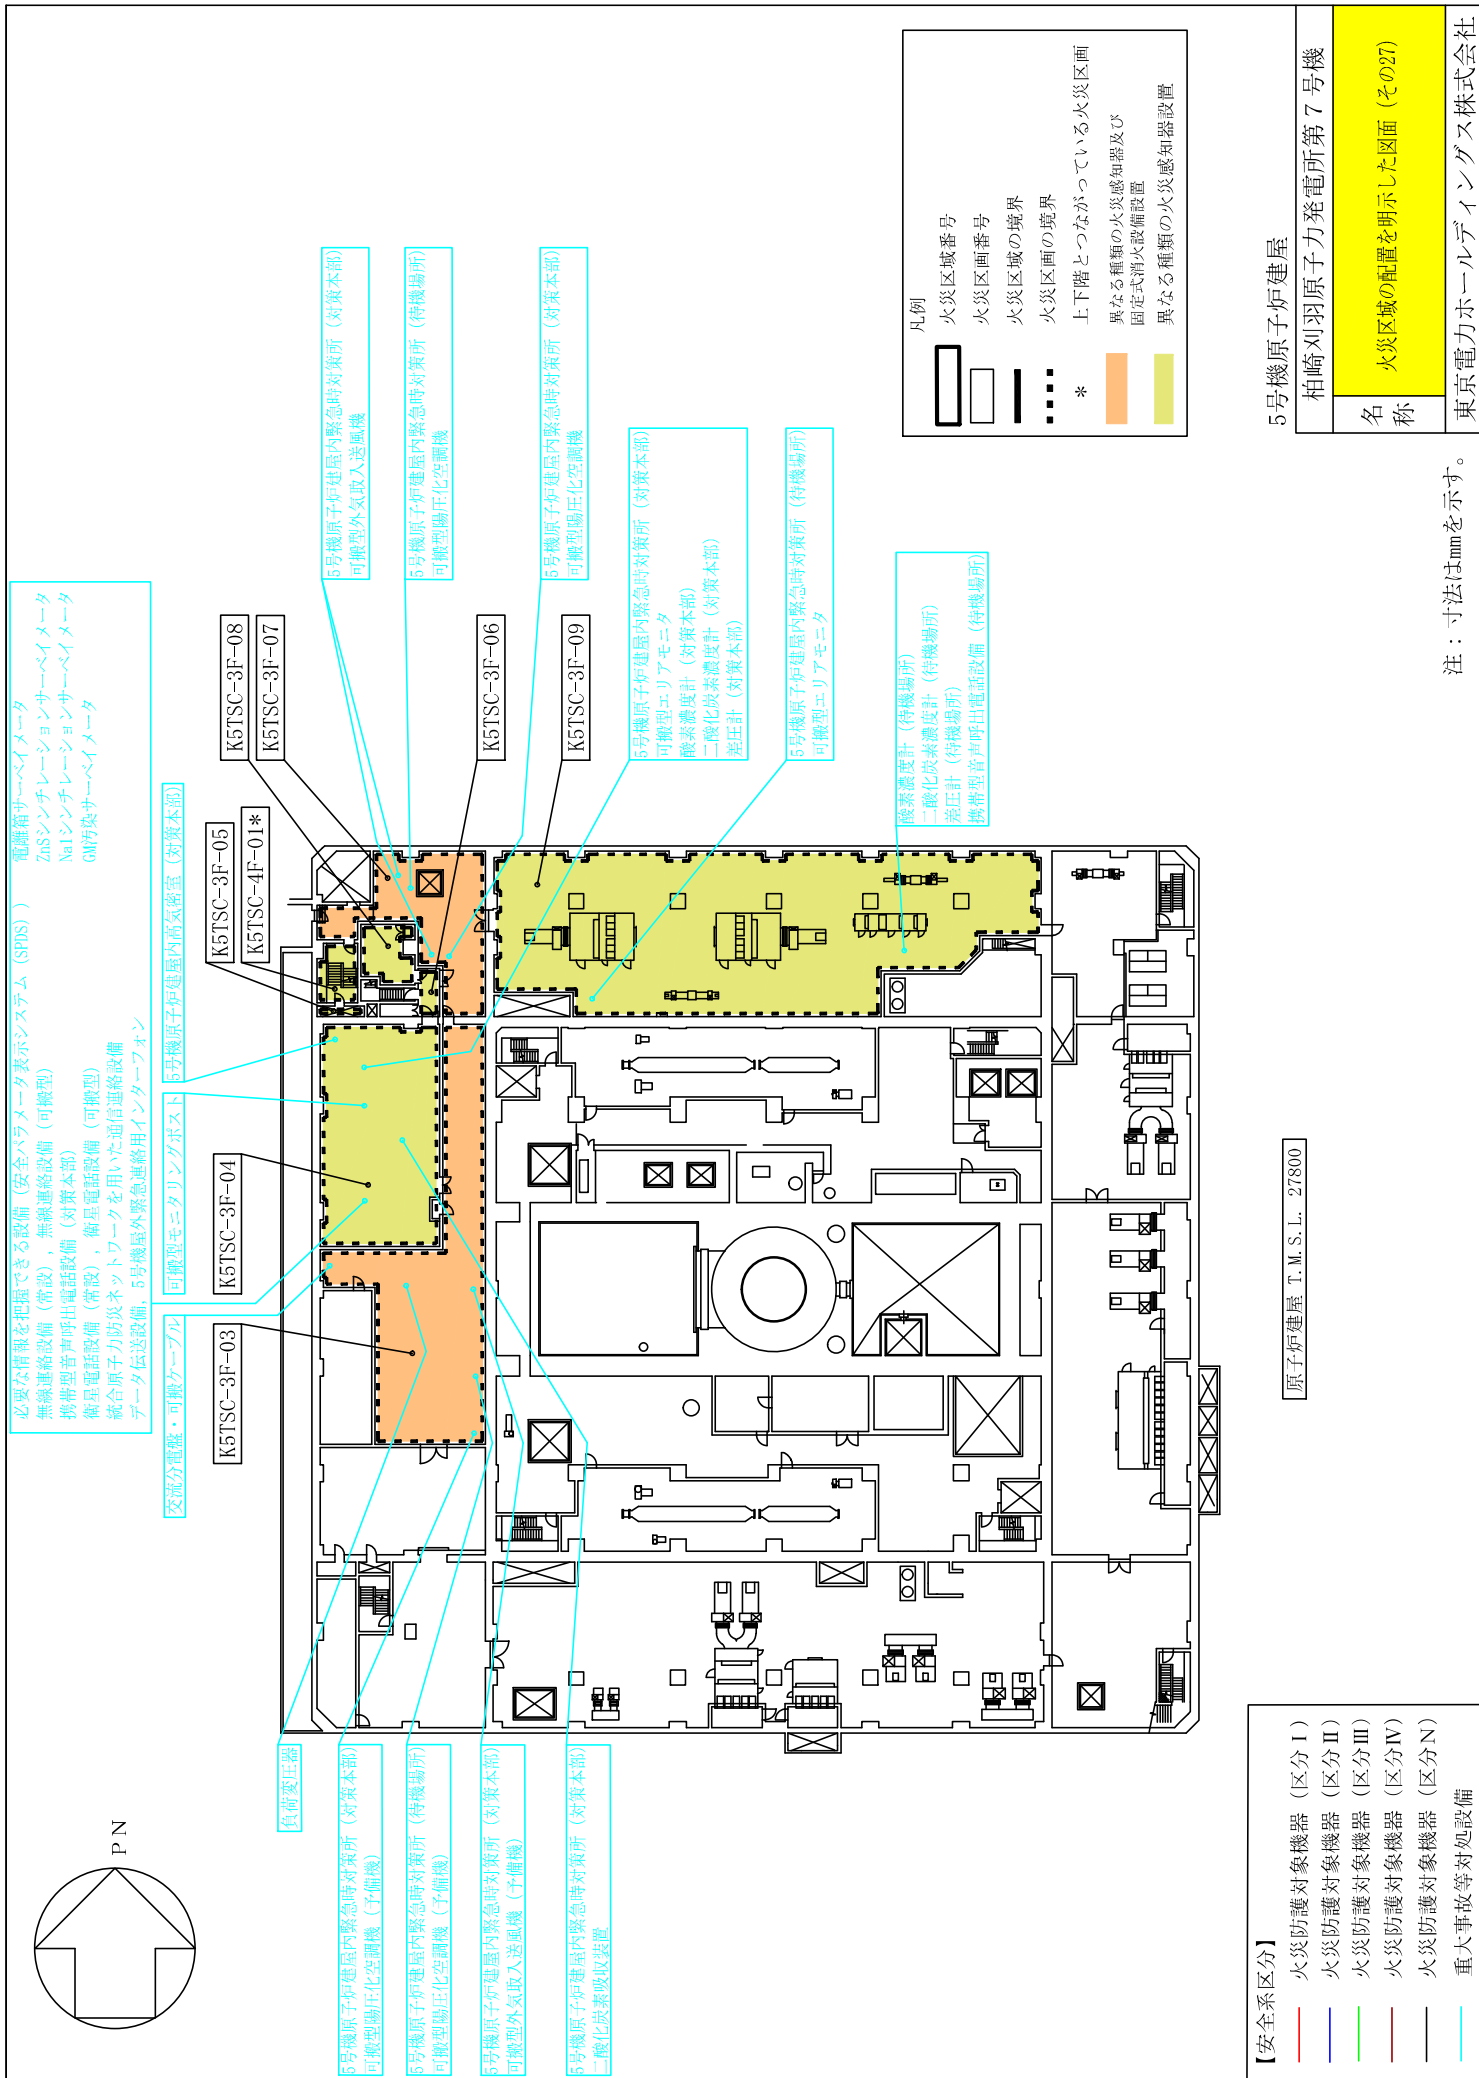 必要な情報を把握できる設備(安全パラメータ表示システム(SPDS))
無線連絡設備(常設),無線連絡設備(可搬型)
携帯型音声呼出電話設備(対策本部)
衛星電話設備(常設),衛星電話設備(可搬型)
統合原子力防災ネットワークを用いた通信連絡設備
データ伝送設備,5号機屋外緊急連絡用インターフォン
電離箱サーベイメータ
ZnSシンチレーションサーベイメータ
NaIシンチレーションサーベイメータ
GM汚染サーベイメータ
交流分電盤・可搬ケーブル
可搬型モニタリングポスト
5号機原子炉建屋内高気密室(対策本部)
K5TSC-3F-03
K5TSC-3F-04
K5TSC-3F-05
K5TSC-4F-01*
K5TSC-3F-08
K5TSC-3F-07
K5TSC-3F-06
K5TSC-3F-09
PN
負荷変圧器
5号機原子炉建屋内緊急時対策所(対策本部)
可搬型陽圧化空調機(予備機)
5号機原子炉建屋内緊急時対策所(待機場所)
可搬型陽圧化空調機(予備機)
5号機原子炉建屋内緊急時対策所(対策本部)
可搬型外気取入送風機(予備機)
5号機原子炉建屋内緊急時対策所(対策本部)
二酸化炭素吸収装置
5号機原子炉建屋内緊急時対策所(対策本部)
可搬型外気取入送風機
5号機原子炉建屋内緊急時対策所(待機場所)
可搬型陽圧化空調機
5号機原子炉建屋内緊急時対策所(対策本部)
可搬型陽圧化空調機
5号機原子炉建屋内緊急時対策所(対策本部)
可搬型エリアモニタ
酸素濃度計(対策本部)
二酸化炭素濃度計(対策本部)
差圧計(対策本部)
5号機原子炉建屋内緊急時対策所(待機場所)
可搬型エリアモニタ
酸素濃度計(待機場所)
二酸化炭素濃度計(待機場所)
差圧計(待機場所)
携帯型音声呼出電話設備(待機場所)
凡例
火災区域番号
火災区画番号
火災区域の境界
火災区画の境界
* 上下階とつながっている火災区画
異なる種類の火災感知器及び
固定式消火設備設置
異なる種類の火災感知器設置
原子炉建屋 T.M.S.L. 27800
【安全系区分】
火災防護対象機器(区分Ⅰ)
火災防護対象機器(区分Ⅱ)
火災防護対象機器(区分Ⅲ)
火災防護対象機器(区分Ⅳ)
火災防護対象機器(区分N)
重大事故等対処設備
注:寸法はmmを示す。
5号機原子炉建屋
柏崎刈羽原子力発電所第7号機
名称
火災区域の配置を明示した図面(その27)
東京電力ホールディングス株式会社